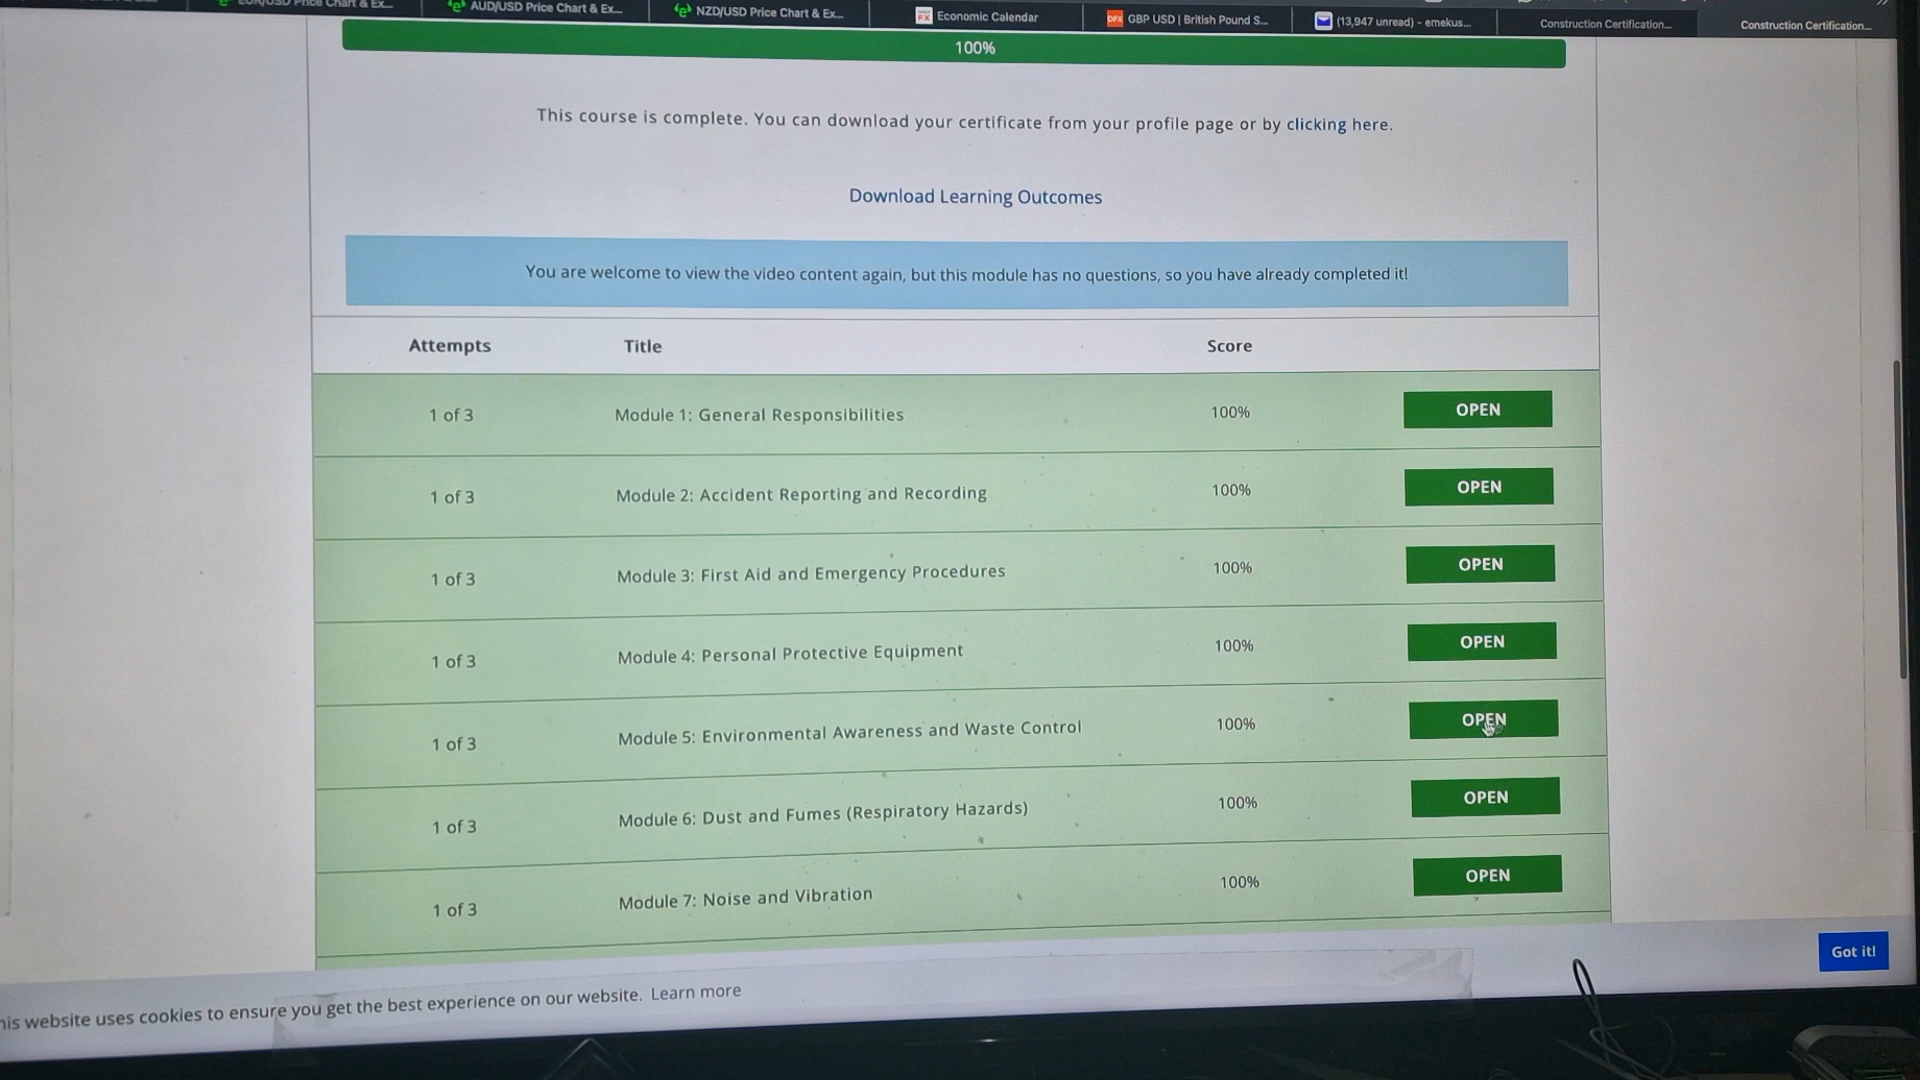 EUR/USD Price Chart & Ex...
AUD/USD Price Chart & Ex...
NZD/USD Price Chart & Ex...
Economic Calendar
GBP USD | British Pound S...
(13,947 unread) - emekus...
Construction Certification...
Construction Certification...
100%
This course is complete. You can download your certificate from your profile page or by clicking here.
Download Learning Outcomes
You are welcome to view the video content again, but this module has no questions, so you have already completed it!
Attempts Title Score
1 of 3 Module 1: General Responsibilities 100% OPEN
1 of 3 Module 2: Accident Reporting and Recording 100% OPEN
1 of 3 Module 3: First Aid and Emergency Procedures 100% OPEN
1 of 3 Module 4: Personal Protective Equipment 100% OPEN
1 of 3 Module 5: Environmental Awareness and Waste Control 100% OPEN
1 of 3 Module 6: Dust and Fumes (Respiratory Hazards) 100% OPEN
1 of 3 Module 7: Noise and Vibration 100% OPEN
his website uses cookies to ensure you get the best experience on our website. Learn more
Got it!